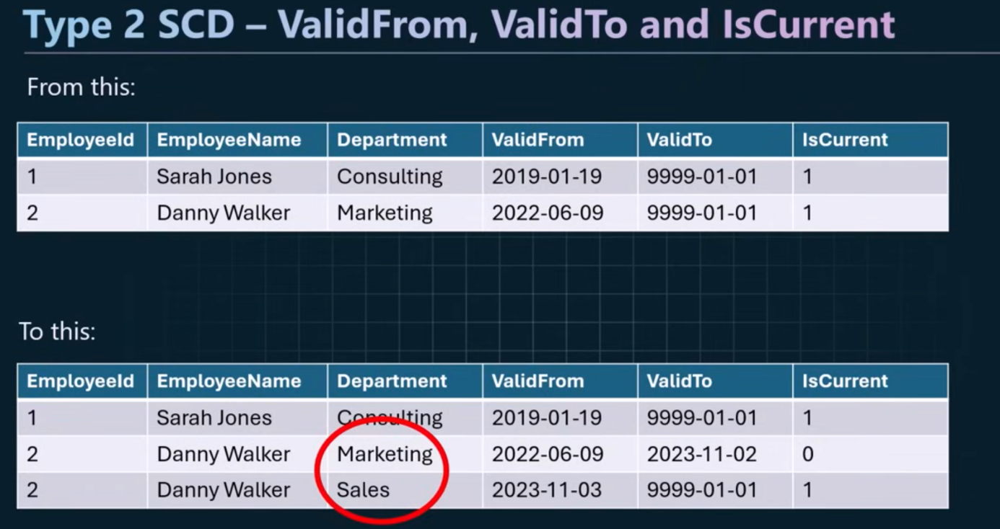 Type 2 SCD – ValidFrom, ValidTo and IsCurrent
From this:
EmployeeId EmployeeName Department ValidFrom ValidTo IsCurrent
1 Sarah Jones Consulting 2019-01-19 9999-01-01 1
2 Danny Walker Marketing 2022-06-09 9999-01-01 1
To this:
EmployeeId EmployeeName Department ValidFrom ValidTo IsCurrent
1 Sarah Jones Consulting 2019-01-19 9999-01-01 1
2 Danny Walker Marketing 2022-06-09 2023-11-02 0
2 Danny Walker Sales 2023-11-03 9999-01-01 1